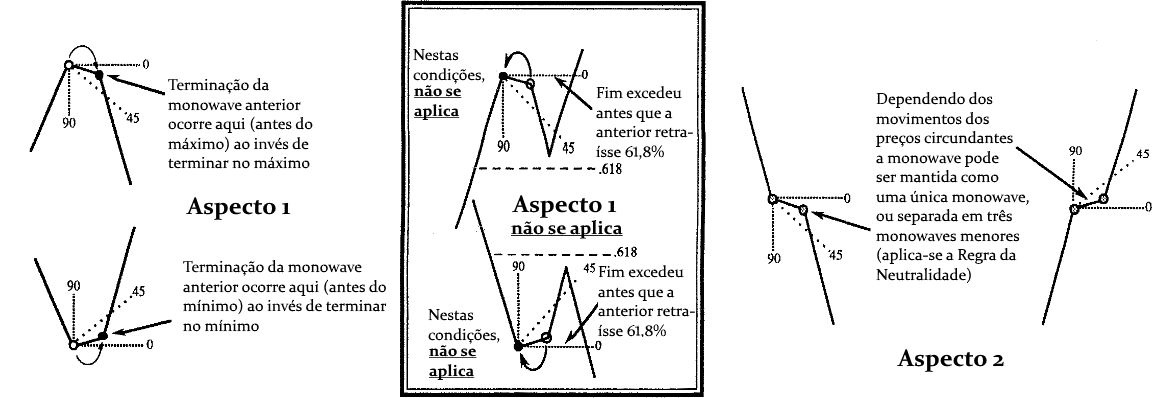 0
90
45
Terminação da
monowave anterior
ocorre aqui (antes do
máximo) ao invés de
terminar no máximo
Aspecto 1
90
45
0
Terminação da monowave
anterior ocorre aqui (antes do
mínimo) ao invés de terminar
no mínimo
Nestas
condições,
não se
aplica
0
90
45
Fim excedeu
antes que a
anterior retra-
ísse 61,8%
.618
Aspecto 1
não se aplica
.618
90
45
0
Fim excedeu
antes que a
anterior retra-
ísse 61,8%
Nestas
condições,
não se
aplica
0
90
45
Dependendo dos
movimentos dos
preços circundantes
a monowave pode
ser mantida como
uma única monowave,
ou separada em três
monowaves menores
(aplica-se a Regra da
Neutralidade)
90
45
0
Aspecto 2